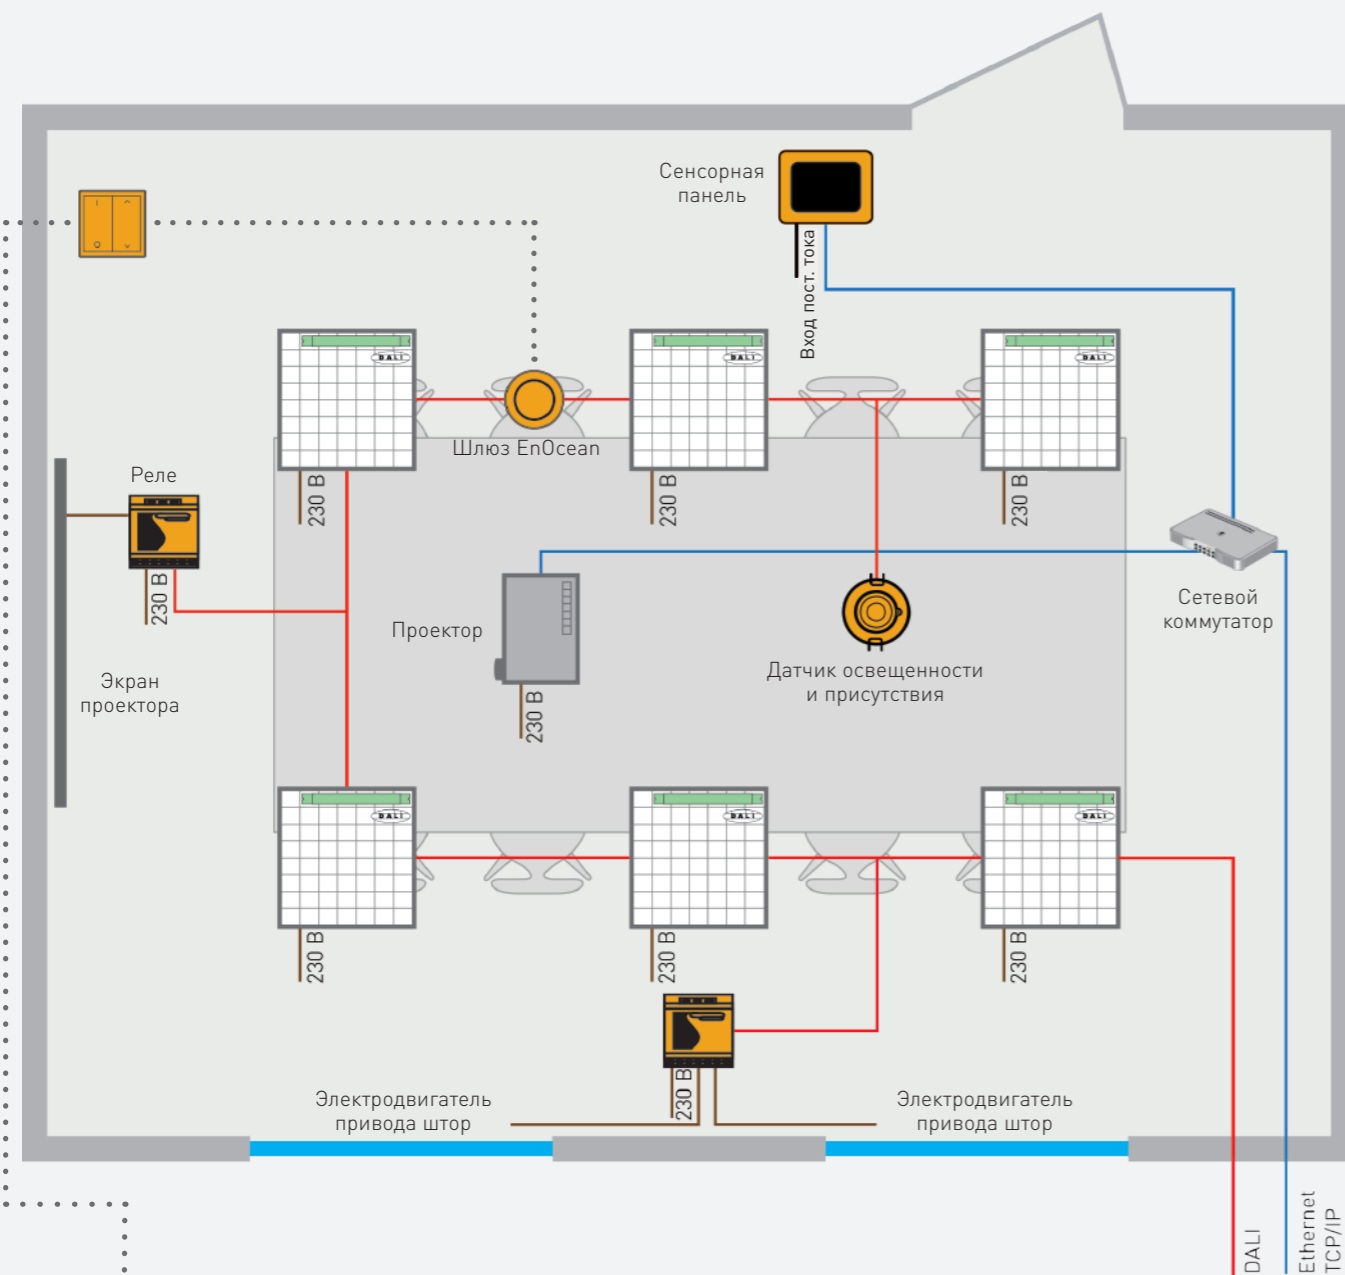 Сенсорная
панель
Вход пост. тока
DALI
DALI
DALI
Шлюз EnOcean
Реле
230 В
230 В
230 В
230 В
Проектор
230 В
Сетевой
коммутатор
Датчик освещенности
и присутствия
Экран
проектора
DALI
DALI
DALI
230 В
230 В
230 В
230 В
Электродвигатель
привода штор
Электродвигатель
привода штор
DALI
Ethernet
TCP/IP